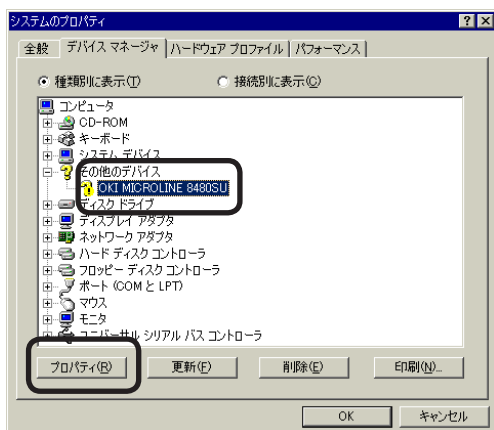 システムのプロパティ
全般 デバイス マネージャ ハードウェア プロファイル パフォーマンス
種類別に表示(T) 接続別に表示(C)
コンピュータ
CD-ROM
キーボード
システム デバイス
その他のデバイス
OKI MICROLINE 8480SU
ディスク ドライブ
ディスプレイ アダプタ
ネットワーク アダプタ
ハード ディスク コントローラ
フロッピー ディスク コントローラ
ポート (COM と LPT)
マウス
モニタ
ユニバーサル シリアル バス コントローラ
プロパティ(R) 更新(F) 削除(E) 印刷(N)...
OK キャンセル